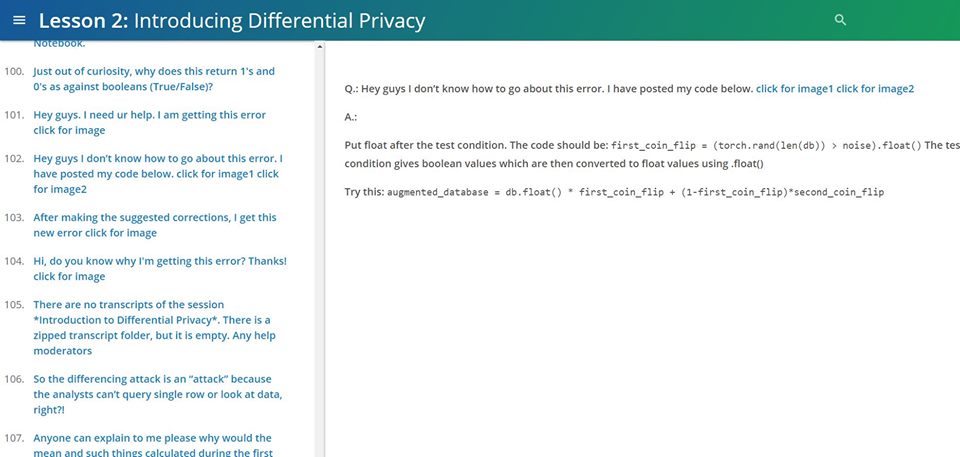 Lesson 2: Introducing Differential Privacy
Notebook.
100. Just out of curiosity, why does this return 1's and
0's as against booleans (True/False)?
101. Hey guys. I need ur help. I am getting this error
click for image
102. Hey guys I don’t know how to go about this error. I
have posted my code below. click for image1 click
for image2
103. After making the suggested corrections, I get this
new error click for image
104. Hi, do you know why I'm getting this error? Thanks!
click for image
105. There are no transcripts of the session
*Introduction to Differential Privacy*. There is a
zipped transcript folder, but it is empty. Any help
moderators
106. So the differencing attack is an “attack” because
the analysts can’t query single row or look at data,
right?!
107. Anyone can explain to me please why would the
mean and such things calculated during the first
Q.: Hey guys I don’t know how to go about this error. I have posted my code below. click for image1 click for image2
A.:
Put float after the test condition. The code should be: first_coin_flip = (torch.rand(len(db)) > noise).float() The tes
condition gives boolean values which are then converted to float values using .float()
Try this: augmented_database = db.float() * first_coin_flip + (1-first_coin_flip)*second_coin_flip